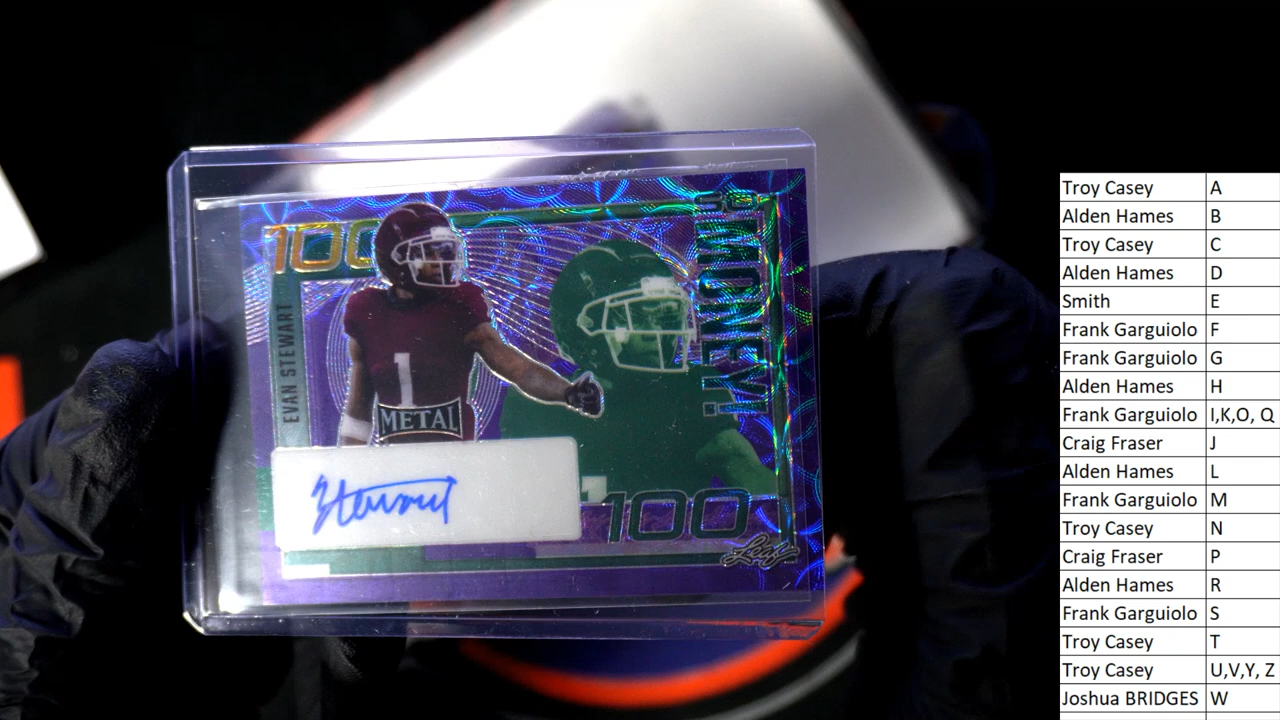 100
EVAN STEWART
1
METAL
$MONEY!
Stewart
100
Leaf
Troy Casey A
Alden Hames B
Troy Casey C
Alden Hames D
Smith E
Frank Garguiolo F
Frank Garguiolo G
Alden Hames H
Frank Garguiolo I,K,O, Q
Craig Fraser J
Alden Hames L
Frank Garguiolo M
Troy Casey N
Craig Fraser P
Alden Hames R
Frank Garguiolo S
Troy Casey T
Troy Casey U,V,Y, Z
Joshua BRIDGES W